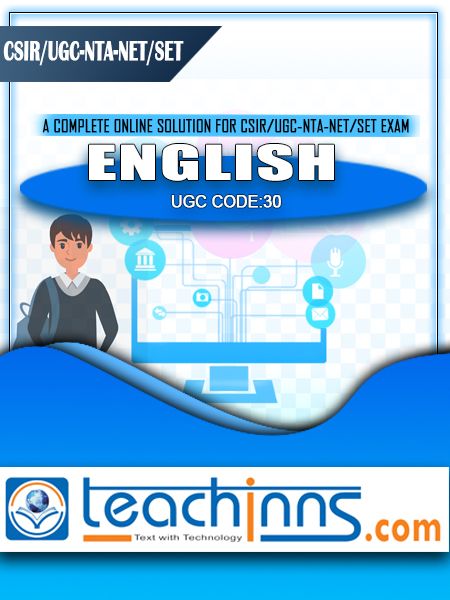 CSIR/UGC-NTA-NET/SET
A COMPLETE ONLINE SOLUTION FOR CSIR/UGC-NTA-NET/SET EXAM
ENGLISH
UGC CODE:30
teachinns.com
Text with Technology